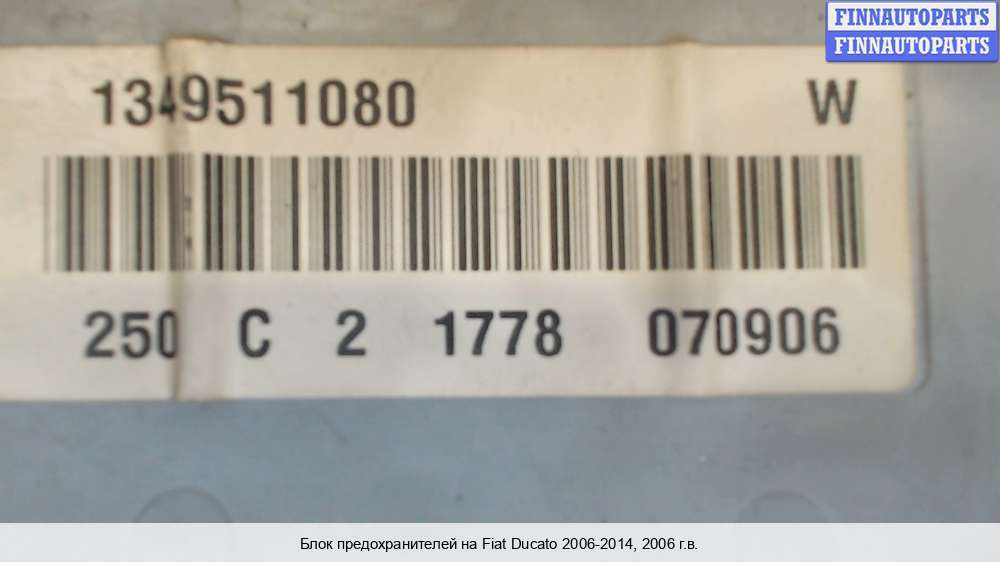 FINNAUTOPARTS
FINNAUTOPARTS
1349511080 W
250 C 2 1778 070906
Блок предохранителей на Fiat Ducato 2006-2014, 2006 г.в.